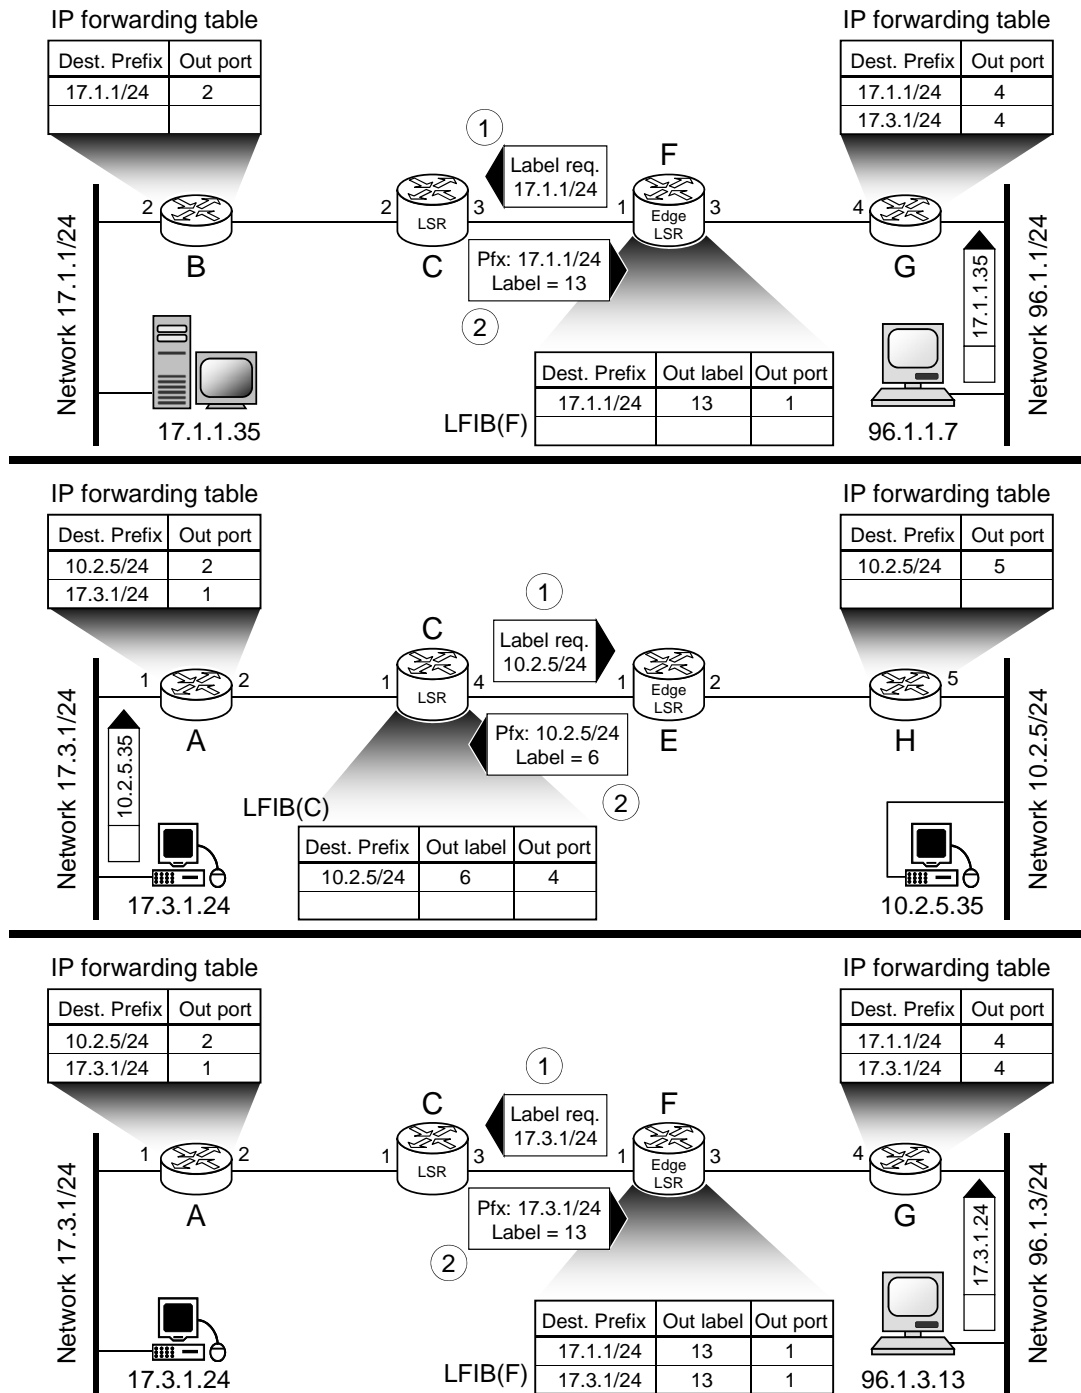 IP forwarding table
Dest. Prefix Out port
17.1.1/24 2
IP forwarding table
Dest. Prefix Out port
17.1.1/24 4
17.3.1/24 4
1
Label req.
17.1.1/24
F
2
2
LSR
3
1
Edge
LSR
3
4
B
C
G
Pfx: 17.1.1/24
Label = 13
2
Network 17.1.1/24
17.1.1.35
Network 96.1.1/24
17.1.1.35
LFIB(F)
Dest. Prefix Out label Out port
17.1.1/24 13 1
96.1.1.7
IP forwarding table
Dest. Prefix Out port
10.2.5/24 2
17.3.1/24 1
IP forwarding table
Dest. Prefix Out port
10.2.5/24 5
1
Label req.
10.2.5/24
C
1
2
1
LSR
4
1
Edge
LSR
2
5
A
E
H
Pfx: 10.2.5/24
Label = 6
2
Network 17.3.1/24
10.2.5.35
17.3.1.24
LFIB(C)
Dest. Prefix Out label Out port
10.2.5/24 6 4
Network 10.2.5/24
10.2.5.35
IP forwarding table
Dest. Prefix Out port
10.2.5/24 2
17.3.1/24 1
IP forwarding table
Dest. Prefix Out port
17.1.1/24 4
17.3.1/24 4
1
Label req.
17.3.1/24
C
F
1
2
1
LSR
3
1
Edge
LSR
3
4
A
G
Pfx: 17.3.1/24
Label = 13
2
Network 17.3.1/24
17.3.1.24
Network 96.1.3/24
17.3.1.24
LFIB(F)
Dest. Prefix Out label Out port
17.1.1/24 13 1
17.3.1/24 13 1
96.1.3.13